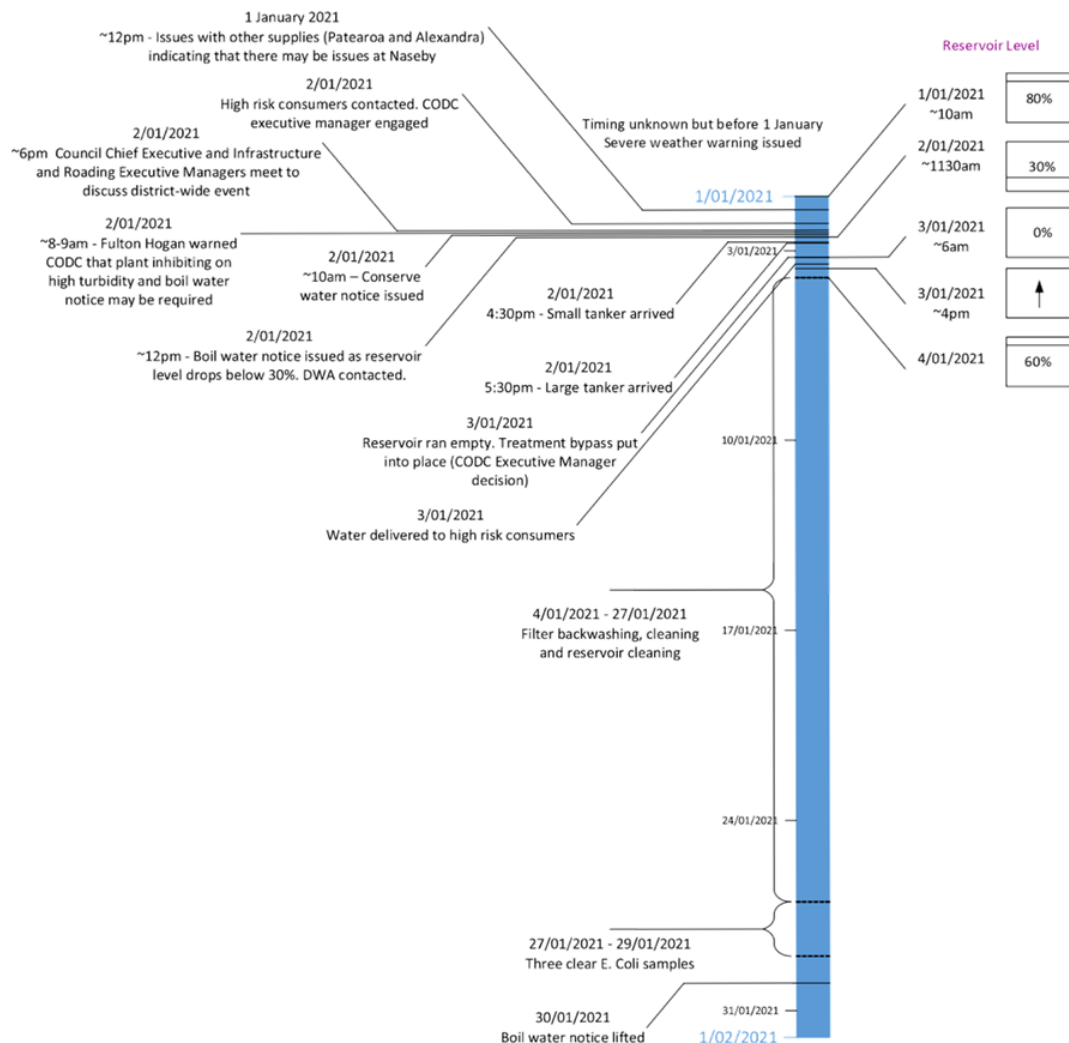 1 January 2021
~12pm - Issues with other supplies (Patearoa and Alexandra)
indicating that there may be issues at Naseby
2/01/2021
High risk consumers contacted. CODC
executive manager engaged
2/01/2021
~6pm Council Chief Executive and Infrastructure
and Roading Executive Managers meet to
discuss district-wide event
2/01/2021
~8-9am - Fulton Hogan warned
CODC that plant inhibiting on
high turbidity and boil water
notice may be required
2/01/2021
~10am – Conserve
water notice issued
2/01/2021
~12pm - Boil water notice issued as reservoir
level drops below 30%. DWA contacted.
2/01/2021
4:30pm - Small tanker arrived
2/01/2021
5:30pm - Large tanker arrived
3/01/2021
Reservoir ran empty. Treatment bypass put
into place (CODC Executive Manager
decision)
3/01/2021
Water delivered to high risk consumers
4/01/2021 - 27/01/2021
Filter backwashing, cleaning
and reservoir cleaning
27/01/2021 - 29/01/2021
Three clear E. Coli samples
30/01/2021
Boil water notice lifted
Timing unknown but before 1 January
Severe weather warning issued
1/01/2021
3/01/2021
10/01/2021
17/01/2021
24/01/2021
31/01/2021
1/02/2021
Reservoir Level
1/01/2021
~10am
80%
2/01/2021
~1130am
30%
3/01/2021
~6am
0%
3/01/2021
~4pm
4/01/2021
60%